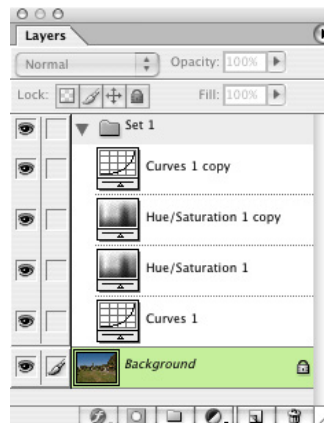 Layers
Normal
Opacity: 100%
Lock:
Fill: 100%
Set 1
Curves 1 copy
Hue/Saturation 1 copy
Hue/Saturation 1
Curves 1
Background